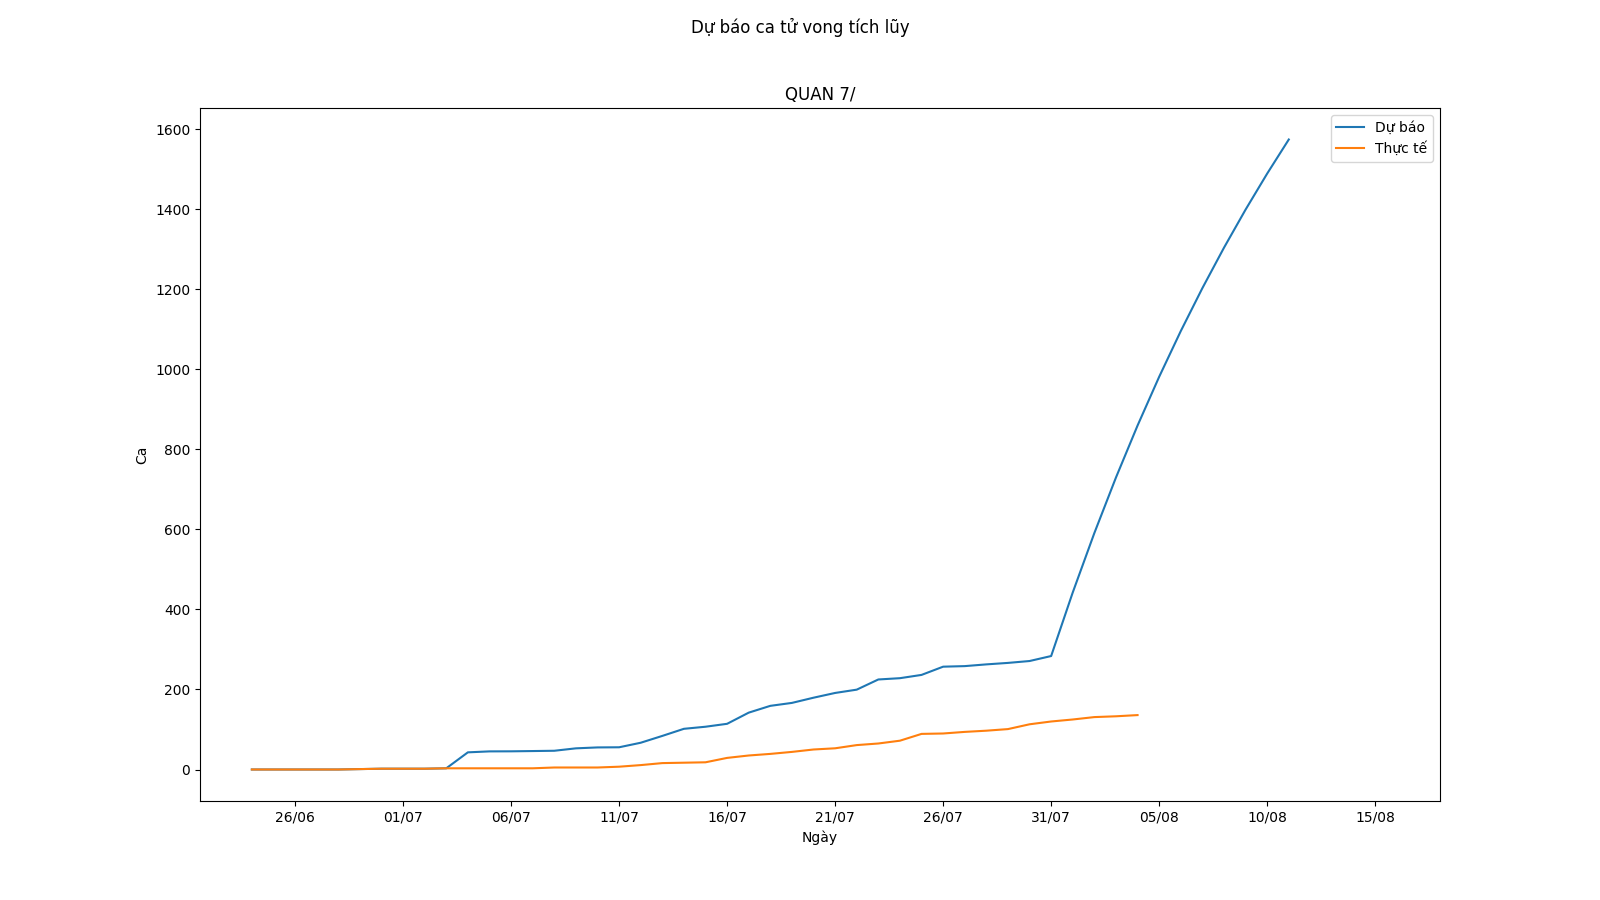 Dự báo ca tử vong tích lũy
QUAN 7/
Dự báo
Thực tế
1600
1400
1200
1000
800
600
400
200
0
Ca
26/06 01/07 06/07 11/07 16/07 21/07 26/07 31/07 05/08 10/08 15/08
Ngày